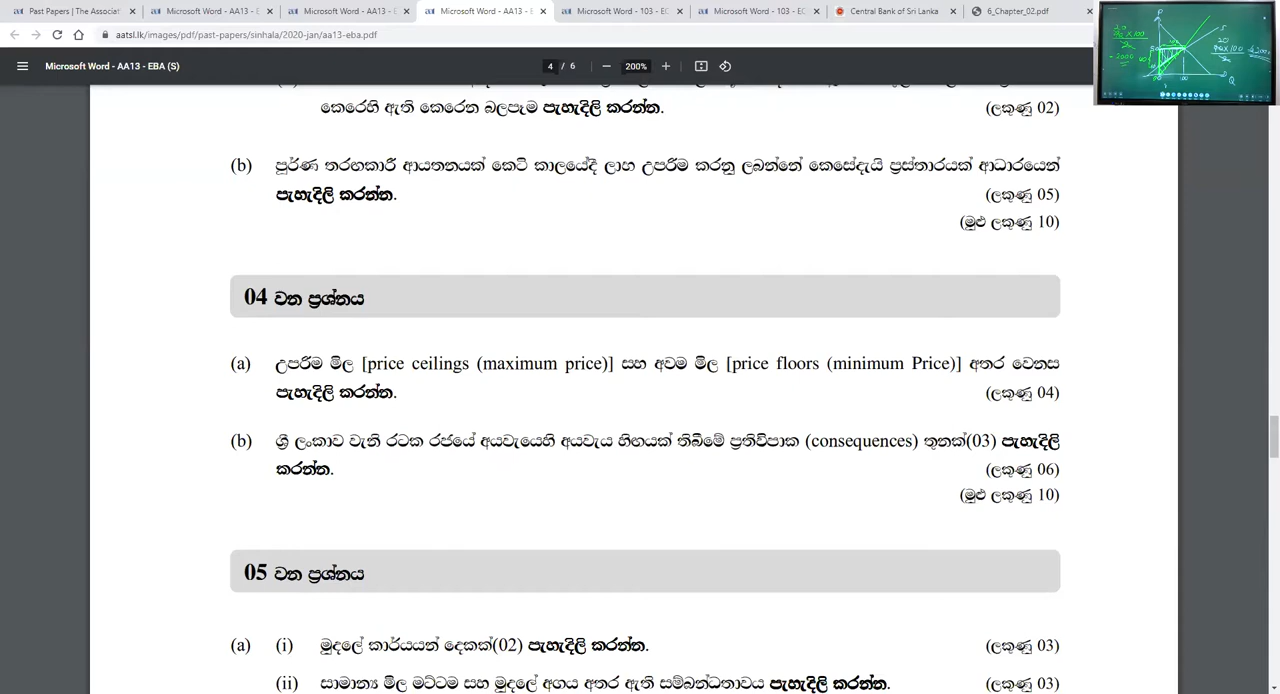 Past Papers | The Associat
Microsoft Word - AA13 - E
Microsoft Word - AA13 - E
Microsoft Word - AA13 - E
Microsoft Word - 103 - EC
Microsoft Word - 103 - EC
Central Bank of Sri Lanka
6_Chapter_02.pdf
aatsl.lk/images/pdf/past-papers/sinhala/2020-jan/aa13-eba.pdf
Microsoft Word - AA13 - EBA (S)
4 / 6
200%
කෙරෙහි ඇති කෙරෙන බලපෑම පැහැදිලි කරන්න. (ලකුණු 02)
(b) පූර්ණ තරඟකාරී ආයතනයක් කෙටි කාලයේදී ලාභ උපරිම කරනු ලබන්නේ කෙසේදැයි ප්‍රස්තාරයක් ආධාරයෙන්
පැහැදිලි කරන්න. (ලකුණු 05)
(මුළු ලකුණු 10)
04 වන ප්‍රශ්නය
(a) උපරිම මිල [price ceilings (maximum price)] සහ අවම මිල [price floors (minimum Price)] අතර වෙනස
පැහැදිලි කරන්න. (ලකුණු 04)
(b) ශ්‍රී ලංකාව වැනි රටක රජයේ අයවැයෙහි අයවැය හිඟයක් තිබීමේ ප්‍රතිවිපාක (consequences) තුනක්(03) පැහැදිලි
කරන්න. (ලකුණු 06)
(මුළු ලකුණු 10)
05 වන ප්‍රශ්නය
(a) (i) මුදලේ කාර්යයන් දෙකක්(02) පැහැදිලි කරන්න. (ලකුණු 03)
(ii) සාමාන්‍ය මිල මට්ටම සහ මුදලේ අගය අතර ඇති සම්බන්ධතාවය පැහැදිලි කරන්න. (ලකුණු 03)